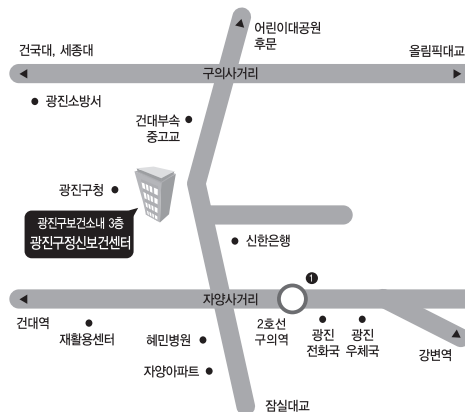 어린이대공원
후문
건국대, 세종대
올림픽대교
구의사거리
광진소방서
건대부속
중고교
광진구청
광진구보건소내 3층
광진구정신보건센터
신한은행
1
자양사거리
건대역
재활용센터
2호선
구의역
광진
전화국
광진
우체국
강변역
혜민병원
자양아파트
잠실대교